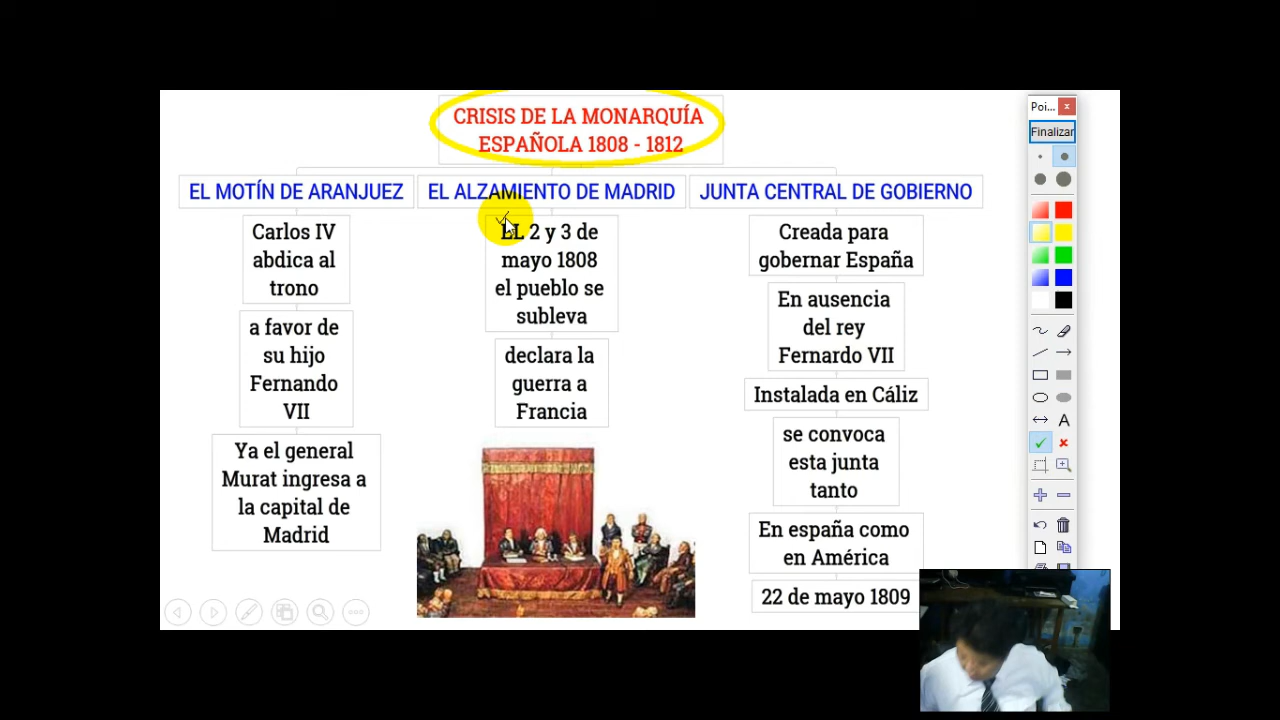 CRISIS DE LA MONARQUÍA
ESPAÑOLA 1808 - 1812
EL MOTÍN DE ARANJUEZ
Carlos IV
abdica al
trono
a favor de
su hijo
Fernando
VII
Ya el general
Murat ingresa a
la capital de
Madrid
EL ALZAMIENTO DE MADRID
EL 2 y 3 de
mayo 1808
el pueblo se
subleva
declara la
guerra a
Francia
JUNTA CENTRAL DE GOBIERNO
Creada para
gobernar España
En ausencia
del rey
Fernardo VII
Instalada en Cáliz
se convoca
esta junta
tanto
En españa como
en América
22 de mayo 1809
Poi...
Finalizar
A